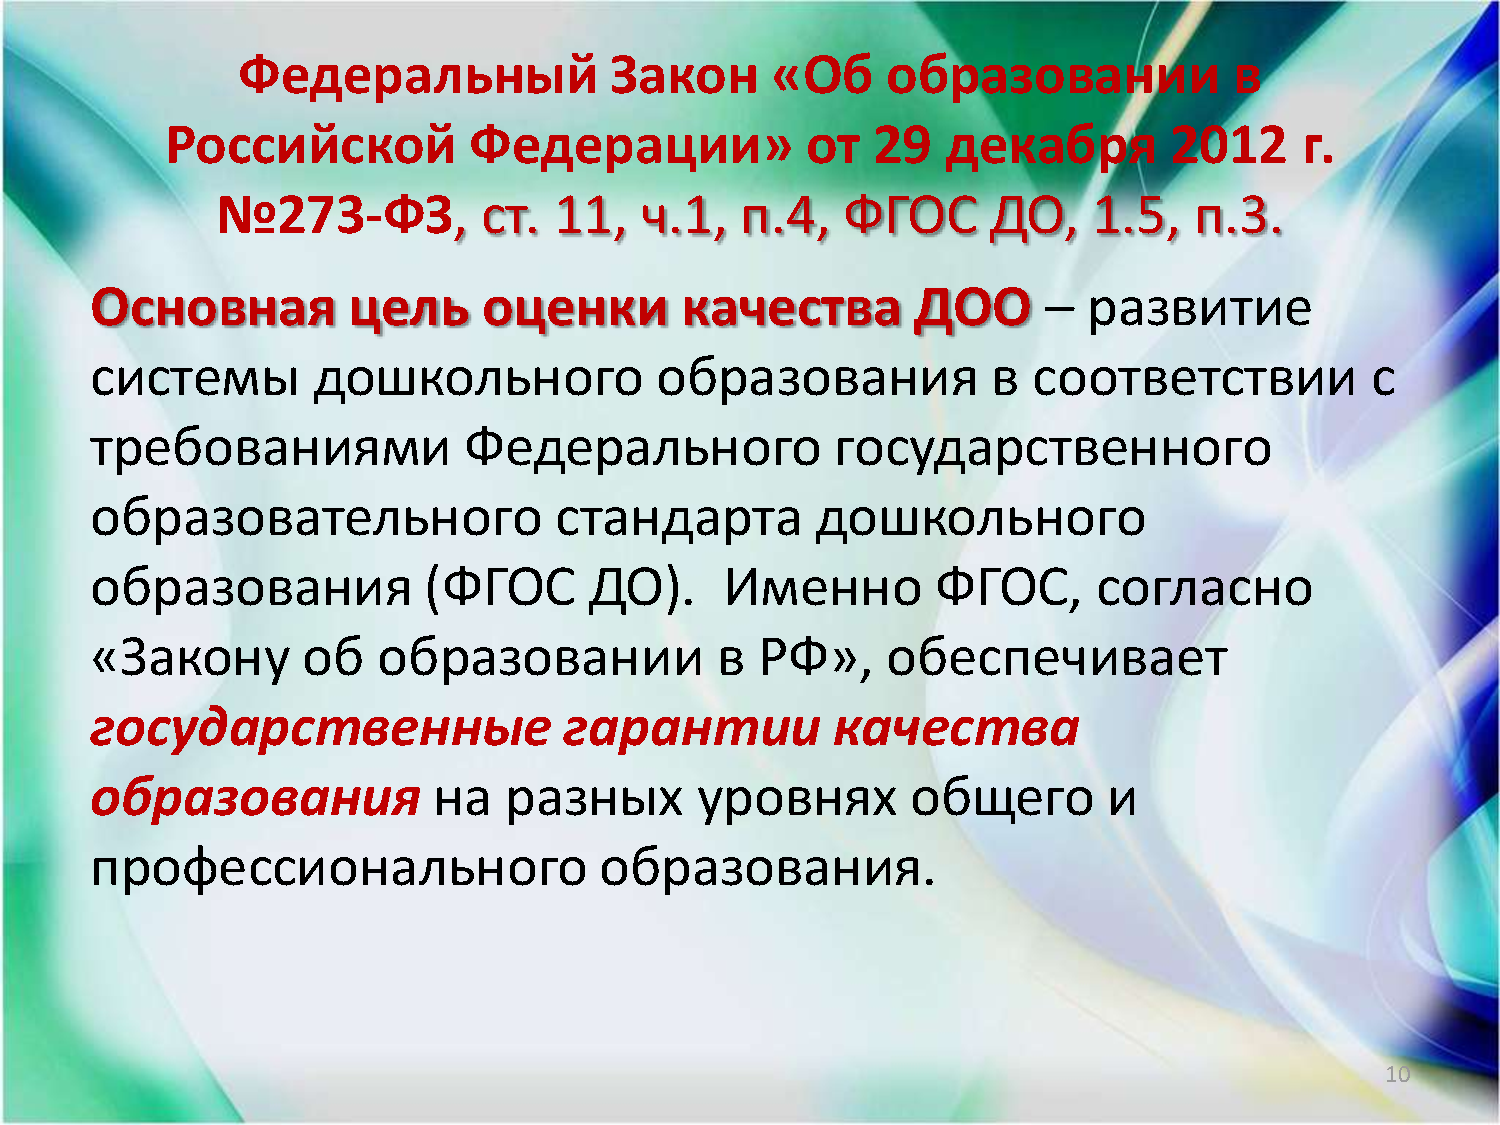 Федеральный Закон «Об образовании в
Российской Федерации» от 29 декабря 2012 г.
№273-ФЗ, ст. 11, ч.1, п.4, ФГОС ДО, 1.5, п.3.
Основная цель оценки качества ДОО – развитие
системы дошкольного образования в соответствии с
требованиями Федерального государственного
образовательного стандарта дошкольного
образования (ФГОС ДО). Именно ФГОС, согласно
«Закону об образовании в РФ», обеспечивает
государственные гарантии качества
образования на разных уровнях общего и
профессионального образования.
10